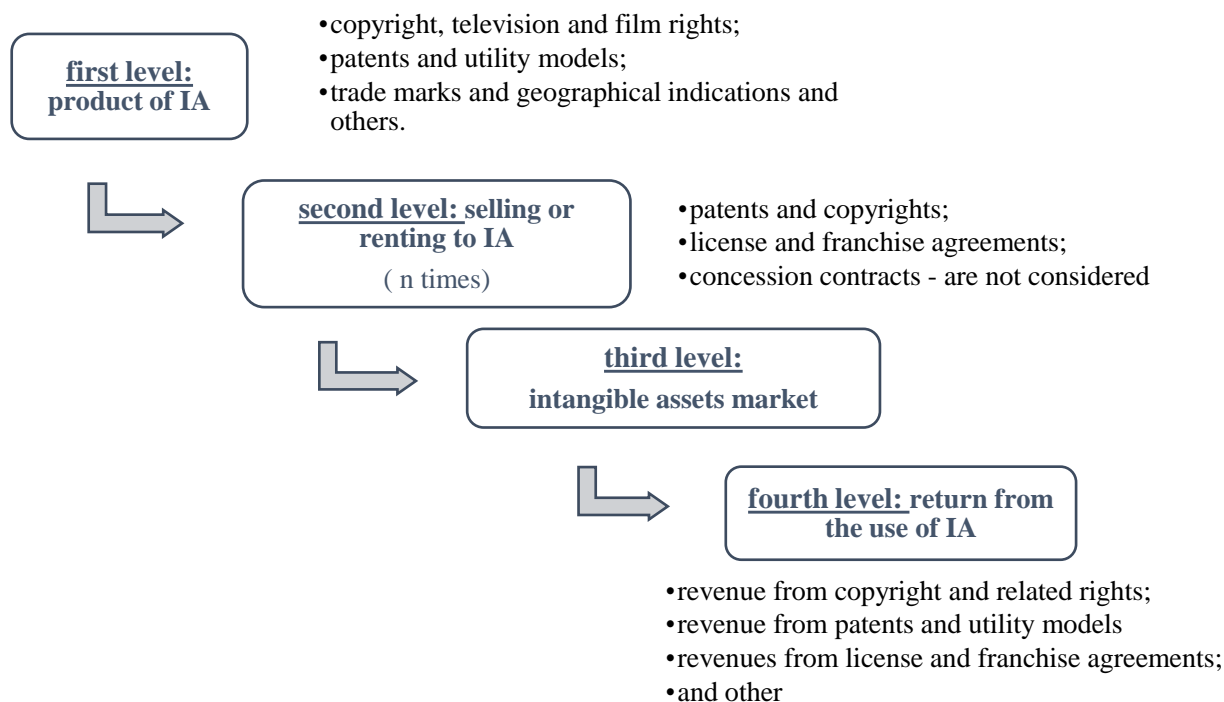 first level:
product of IA
•copyright, television and film rights;
•patents and utility models;
•trade marks and geographical indications and
others.
second level: selling or
renting to IA
( n times)
•patents and copyrights;
•license and franchise agreements;
•concession contracts - are not considered
third level:
intangible assets market
fourth level: return from
the use of IA
•revenue from copyright and related rights;
•revenue from patents and utility models
•revenues from license and franchise agreements;
•and other